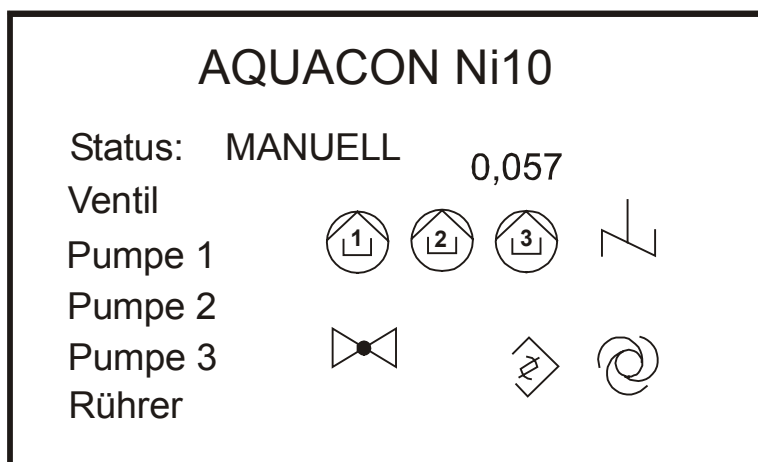 AQUACON Ni10
Status: MANUELL
0,057
Ventil
Pumpe 1
1 2 3
Pumpe 2
Pumpe 3
Rührer